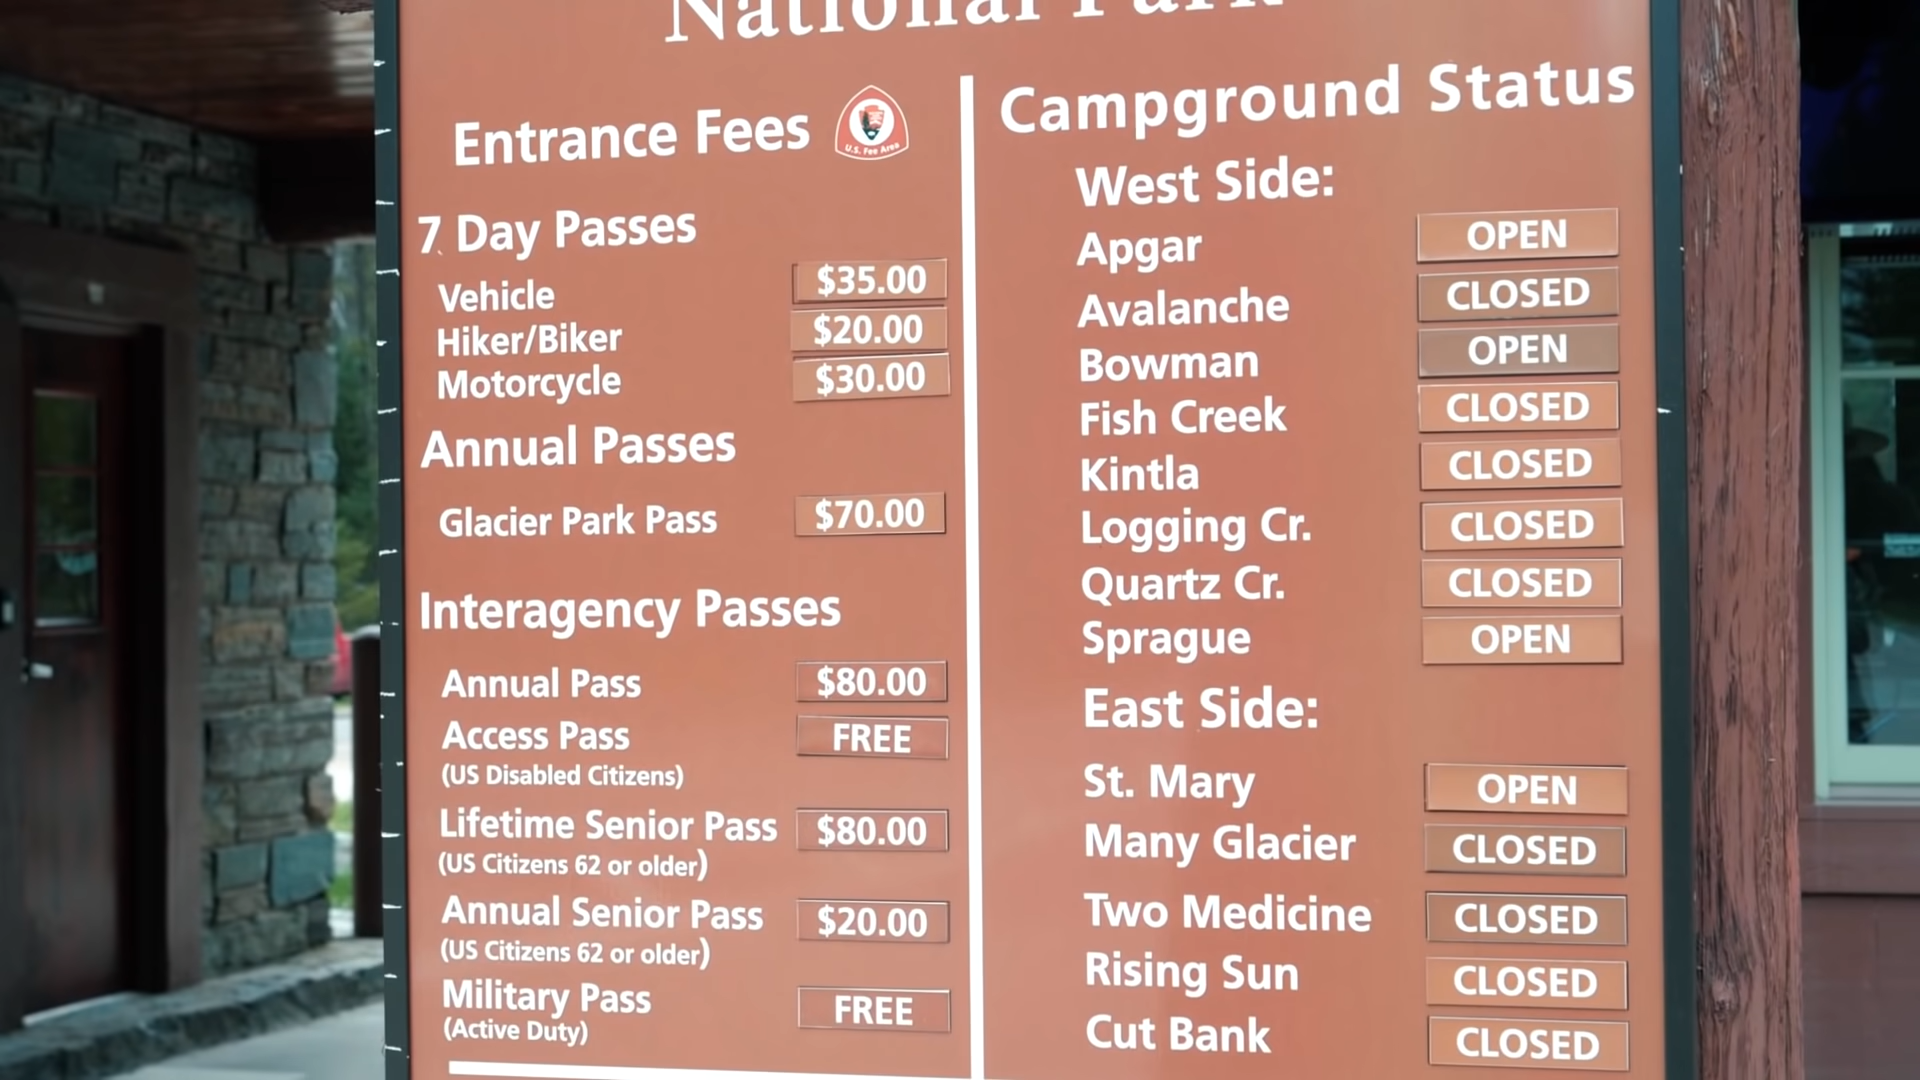 National Park
Entrance Fees
U.S. Fee Area
7 Day Passes
Vehicle $35.00
Hiker/Biker $20.00
Motorcycle $30.00
Annual Passes
Glacier Park Pass $70.00
Interagency Passes
Annual Pass $80.00
Access Pass FREE
(US Disabled Citizens)
Lifetime Senior Pass $80.00
(US Citizens 62 or older)
Annual Senior Pass $20.00
(US Citizens 62 or older)
Military Pass FREE
(Active Duty)
Campground Status
West Side:
Apgar OPEN
Avalanche CLOSED
Bowman OPEN
Fish Creek CLOSED
Kintla CLOSED
Logging Cr. CLOSED
Quartz Cr. CLOSED
Sprague OPEN
East Side:
St. Mary OPEN
Many Glacier CLOSED
Two Medicine CLOSED
Rising Sun CLOSED
Cut Bank CLOSED